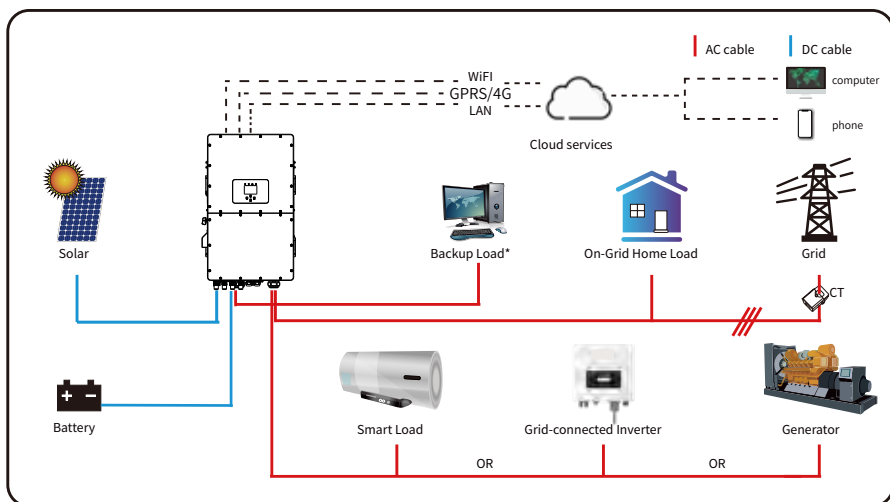 AC cable
DC cable
WiFI
GPRS/4G
LAN
Cloud services
computer
phone
Solar
Backup Load*
On-Grid Home Load
Grid
CT
Battery
Smart Load
Grid-connected Inverter
Generator
OR
OR